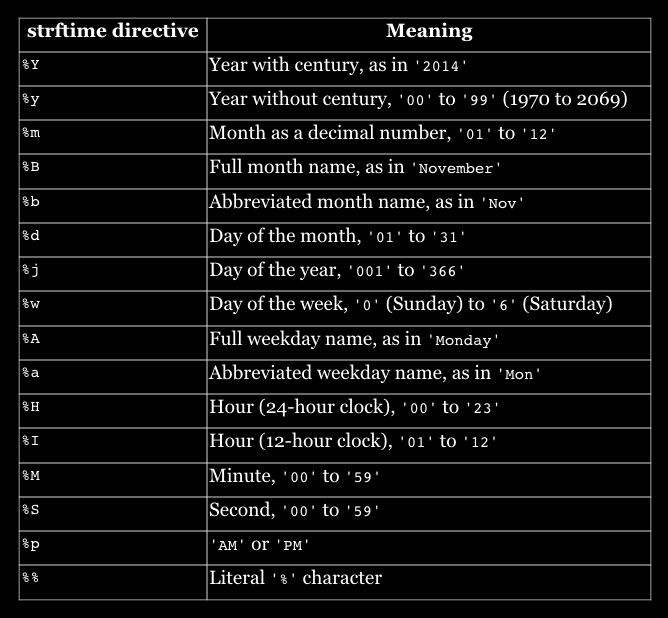 strftime directive Meaning
%Y Year with century, as in '2014'
%y Year without century, '00' to '99' (1970 to 2069)
%m Month as a decimal number, '01' to '12'
%B Full month name, as in 'November'
%b Abbreviated month name, as in 'Nov'
%d Day of the month, '01' to '31'
%j Day of the year, '001' to '366'
%w Day of the week, '0' (Sunday) to '6' (Saturday)
%A Full weekday name, as in 'Monday'
%a Abbreviated weekday name, as in 'Mon'
%H Hour (24-hour clock), '00' to '23'
%I Hour (12-hour clock), '01' to '12'
%M Minute, '00' to '59'
%S Second, '00' to '59'
%p 'AM' or 'PM'
%% Literal '%' character